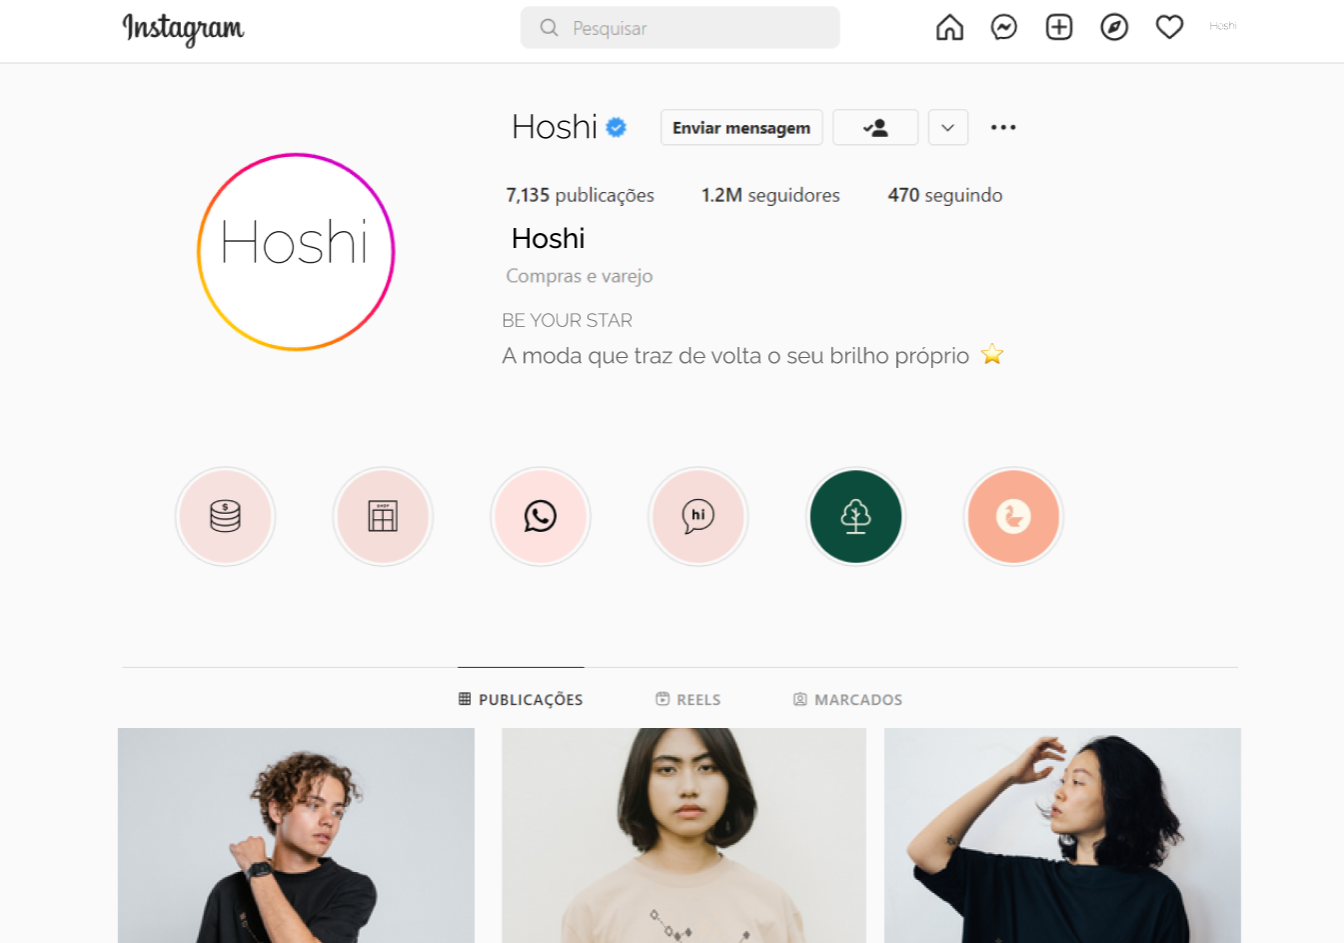 Instagram
Pesquisar
Hoshi
Hoshi
Enviar mensagem
7,135 publicações 1.2M seguidores 470 seguindo
Hoshi
Hoshi
Compras e varejo
BE YOUR STAR
A moda que traz de volta o seu brilho próprio
$
SHOP
hi
PUBLICAÇÕES
REELS
MARCADOS